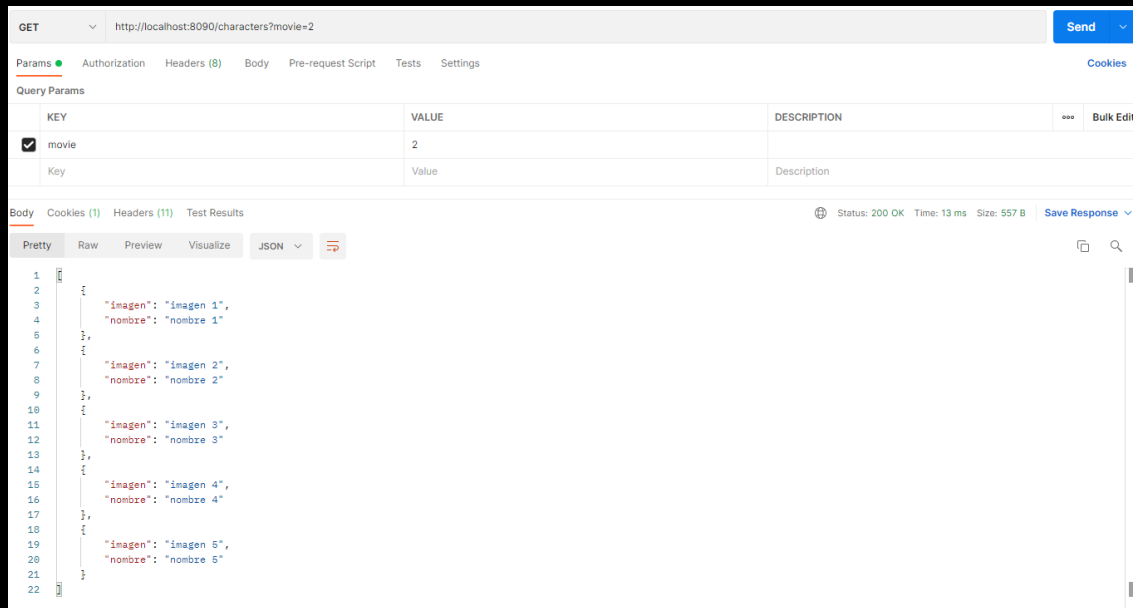 GET http://localhost:8090/characters?movie=2 Send
Params Authorization Headers (8) Body Pre-request Script Tests Settings Cookies
Query Params
KEY VALUE DESCRIPTION ooo Bulk Edit
movie 2
Key Value Description
Body Cookies (1) Headers (11) Test Results Status: 200 OK Time: 13 ms Size: 557 B Save Response
Pretty Raw Preview Visualize JSON
1 [
2 {
3 "imagen": "imagen 1",
4 "nombre": "nombre 1"
5 },
6 {
7 "imagen": "imagen 2",
8 "nombre": "nombre 2"
9 },
10 {
11 "imagen": "imagen 3",
12 "nombre": "nombre 3"
13 },
14 {
15 "imagen": "imagen 4",
16 "nombre": "nombre 4"
17 },
18 {
19 "imagen": "imagen 5",
20 "nombre": "nombre 5"
21 }
22 ]